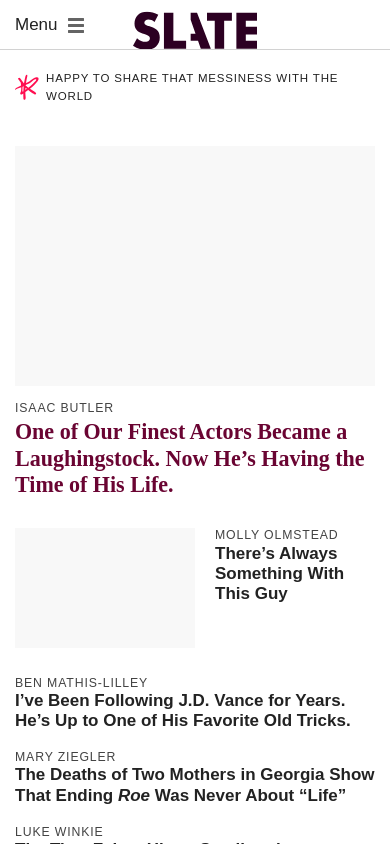 Menu
SLATE
HAPPY TO SHARE THAT MESSINESS WITH THE
WORLD
ISAAC BUTLER
One of Our Finest Actors Became a
Laughingstock. Now He’s Having the
Time of His Life.
MOLLY OLMSTEAD
There’s Always
Something With
This Guy
BEN MATHIS-LILLEY
I’ve Been Following J.D. Vance for Years.
He’s Up to One of His Favorite Old Tricks.
MARY ZIEGLER
The Deaths of Two Mothers in Georgia Show
That Ending Roe Was Never About “Life”
LUKE WINKIE